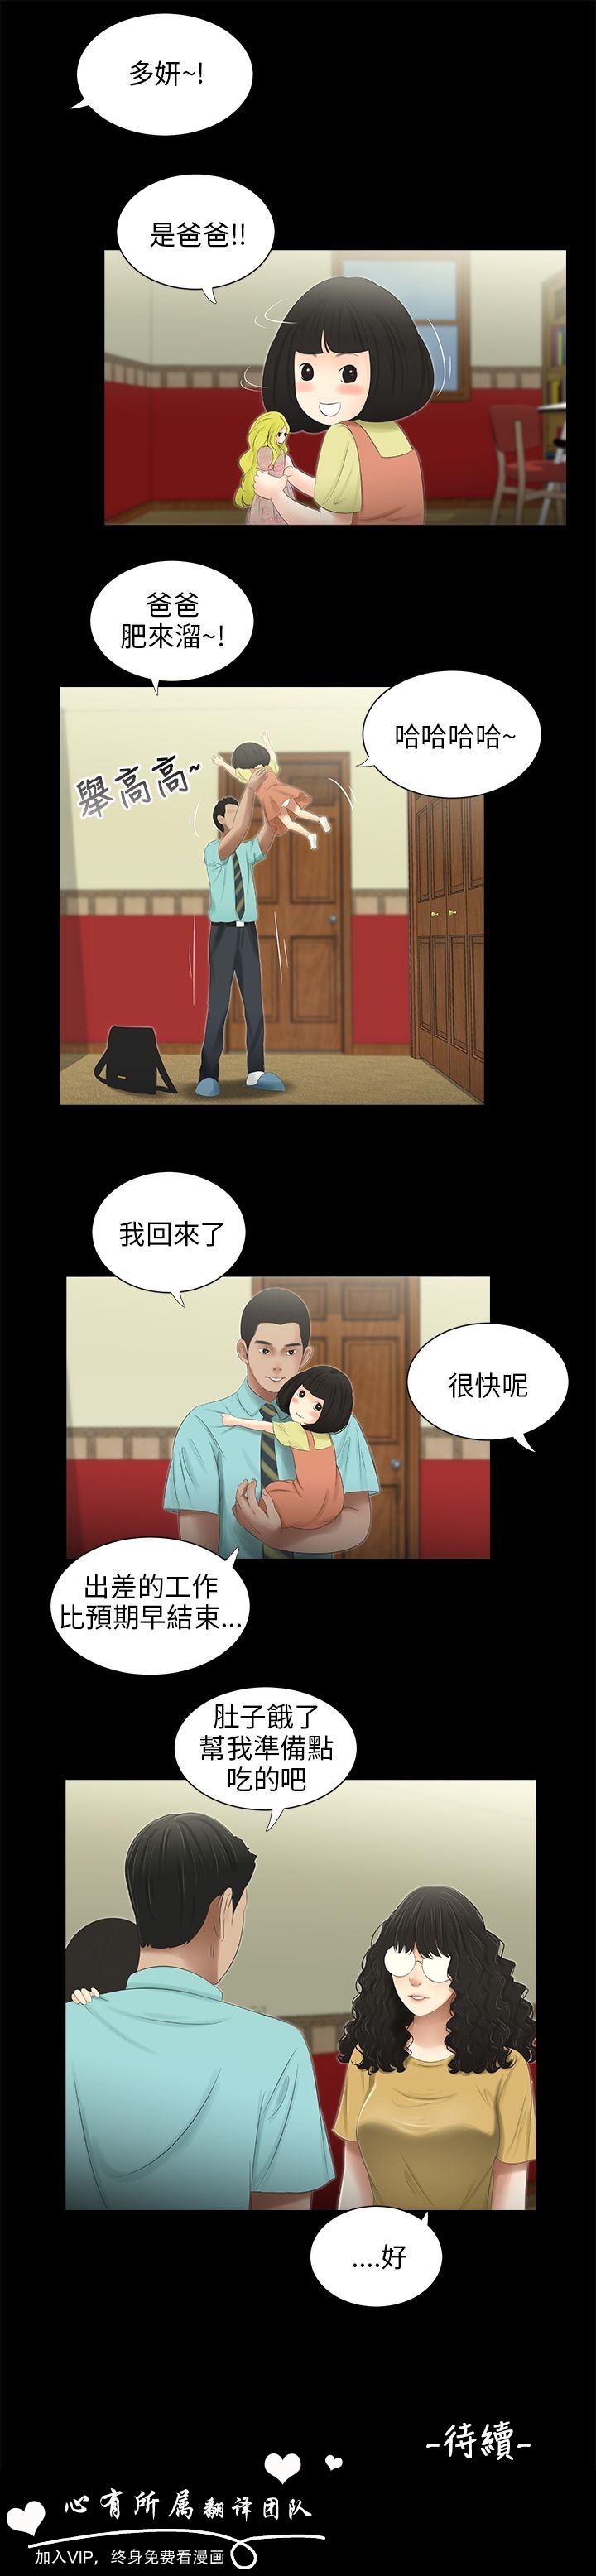 多妍~!
是爸爸!!
爸爸
肥來溜~!
舉高高~
哈哈哈哈~
我回來了
很快呢
出差的工作
比預期早結束...
肚子餓了
幫我準備點
吃的吧
....好
-待續-
心有所属翻译团队
加入VIP，终身免费看漫画